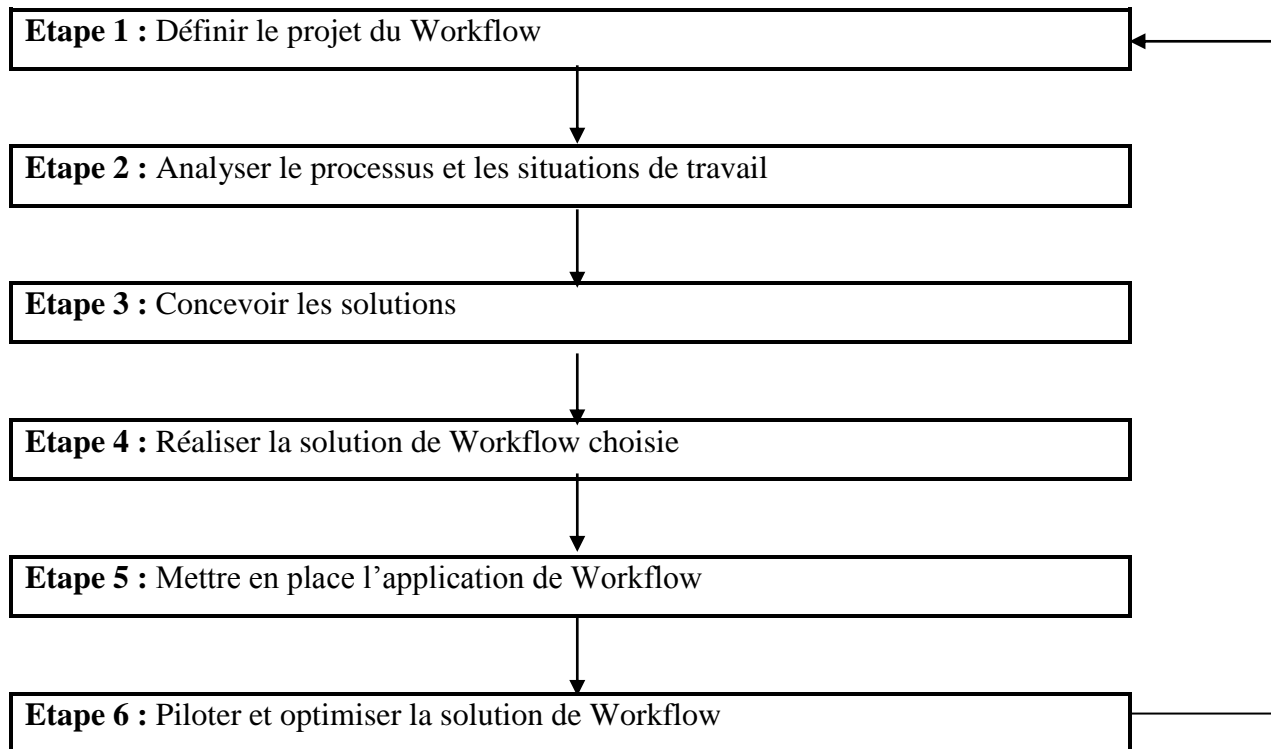 Etape 1 : Définir le projet du Workflow
Etape 2 : Analyser le processus et les situations de travail
Etape 3 : Concevoir les solutions
Etape 4 : Réaliser la solution de Workflow choisie
Etape 5 : Mettre en place l’application de Workflow
Etape 6 : Piloter et optimiser la solution de Workflow